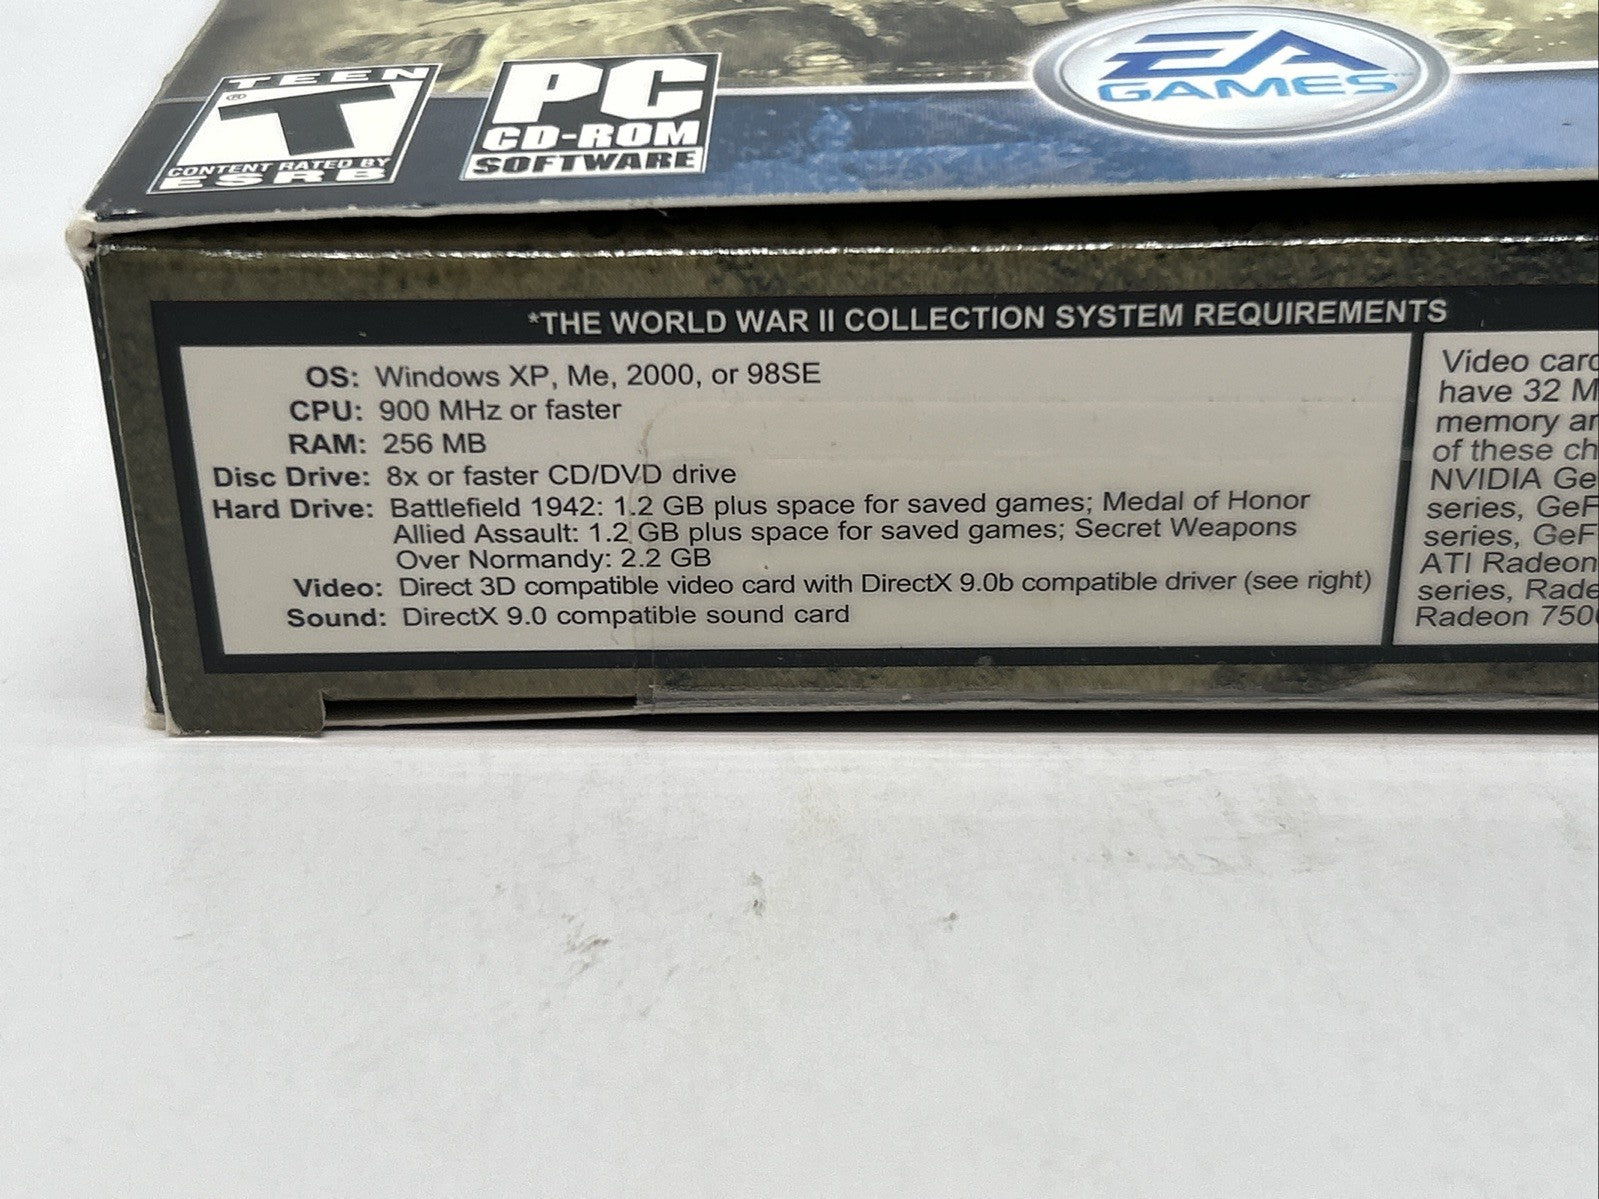 TEEN
T
CONTENT RATED BY
ESRB
PC
CD-ROM
SOFTWARE
EA
GAMES™
*THE WORLD WAR II COLLECTION SYSTEM REQUIREMENTS
OS: Windows XP, Me, 2000, or 98SE
CPU: 900 MHz or faster
RAM: 256 MB
Disc Drive: 8x or faster CD/DVD drive
Hard Drive: Battlefield 1942: 1.2 GB plus space for saved games; Medal of Honor
Allied Assault: 1.2 GB plus space for saved games; Secret Weapons
Over Normandy: 2.2 GB
Video: Direct 3D compatible video card with DirectX 9.0b compatible driver (see right)
Sound: DirectX 9.0 compatible sound card
Video
have 32
memory
of these
NVIDIA
series,
series,
ATI Radeon
series,
Radeon